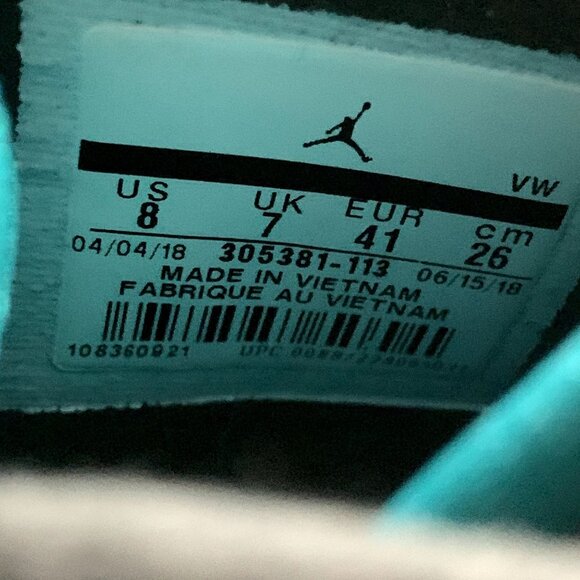 VW
US UK EUR cm
8 7 41 26
04/04/18 305381-113 06/15/18
MADE IN VIETNAM
FABRIQUE AU VIETNAM
108360921 UPC